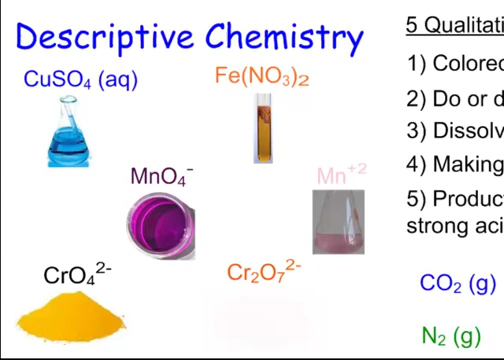 Descriptive Chemistry
CuSO₄ (aq)
Fe(NO₃)₂
MnO₄⁻
Mn⁺²
CrO₄²⁻
Cr₂O₇²⁻
5 Qualitati
1) Colored
2) Do or d
3) Dissolv
4) Making
5) Product
strong aci
CO₂ (g)
N₂ (g)